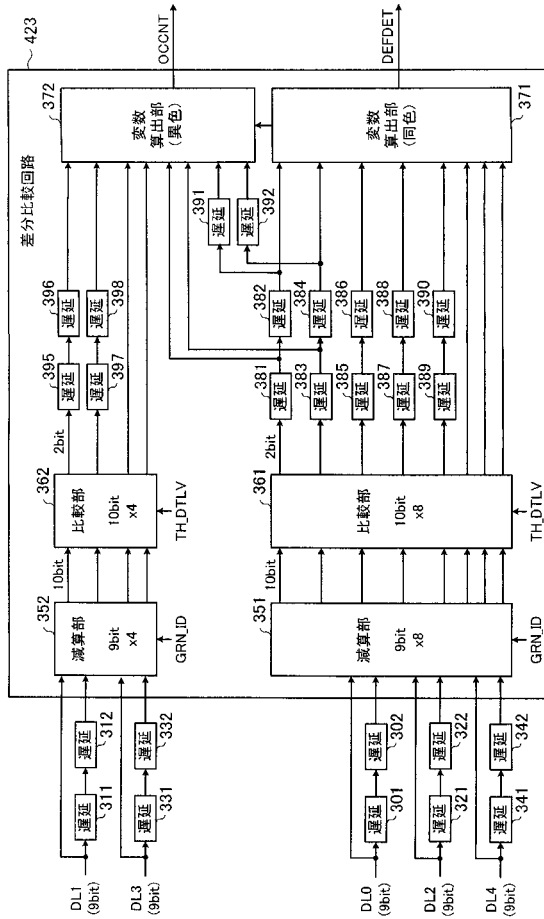 423
差分比較回路
OCCNT
DEFDET
372
変数
算出部
(異色)
371
変数
算出部
(同色)
391
遅延
392
遅延
396
遅延
398
遅延
395
遅延
397
遅延
382
遅延
384
遅延
386
遅延
388
遅延
390
遅延
381
遅延
383
遅延
385
遅延
387
遅延
389
遅延
2bit
2bit
362
比較部
10bit
x4
TH_DTLV
361
比較部
10bit
x8
TH_DTLV
10bit
10bit
352
減算部
9bit
x4
GRN_ID
351
減算部
9bit
x8
GRN_ID
312
遅延
332
遅延
311
遅延
331
遅延
302
遅延
322
遅延
342
遅延
301
遅延
321
遅延
341
遅延
DL1
(9bit)
DL3
(9bit)
DL0
(9bit)
DL2
(9bit)
DL4
(9bit)